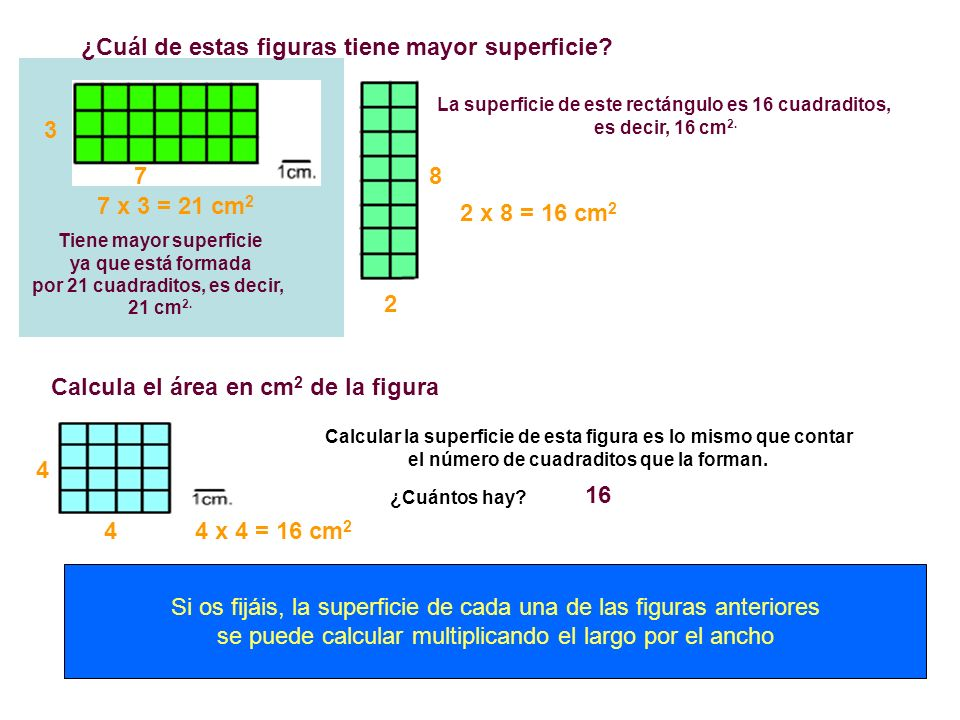 ¿Cuál de estas figuras tiene mayor superficie?
3
1cm.
7
7 x 3 = 21 cm²
Tiene mayor superficie
ya que está formada
por 21 cuadraditos, es decir,
21 cm².
La superficie de este rectángulo es 16 cuadraditos,
es decir, 16 cm².
8
2 x 8 = 16 cm²
2
Calcula el área en cm² de la figura
4
1cm.
4
4 x 4 = 16 cm²
Calcular la superficie de esta figura es lo mismo que contar
el número de cuadraditos que la forman.
¿Cuántos hay? 16
Si os fijáis, la superficie de cada una de las figuras anteriores
se puede calcular multiplicando el largo por el ancho